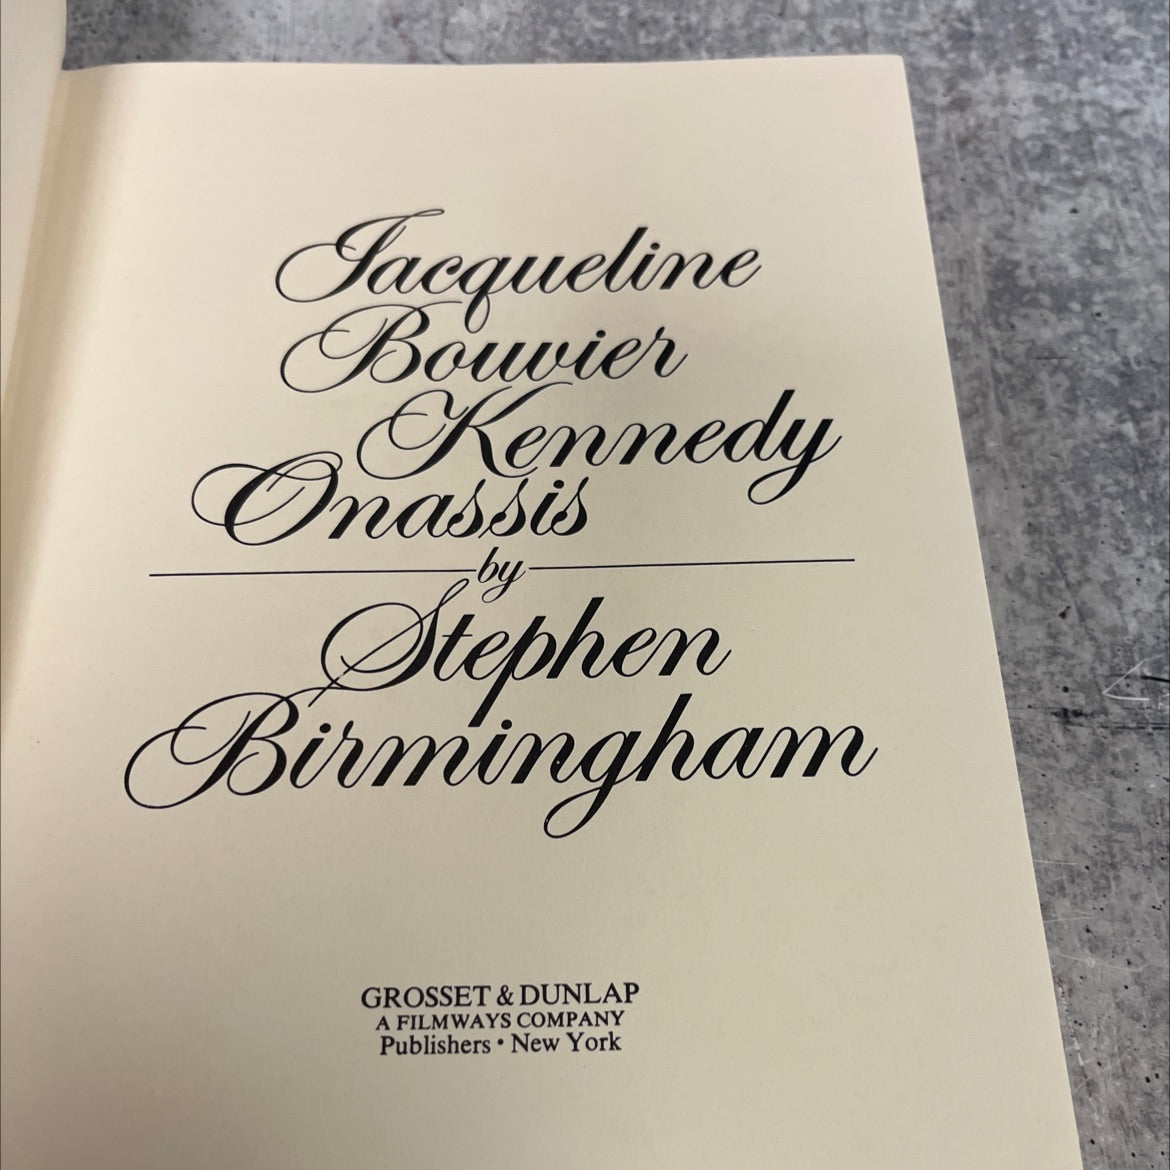 Jacqueline
Bouvier
Kennedy
Onassis
by
Stephen
Birmingham
GROSSET & DUNLAP
A FILMWAYS COMPANY
Publishers • New York